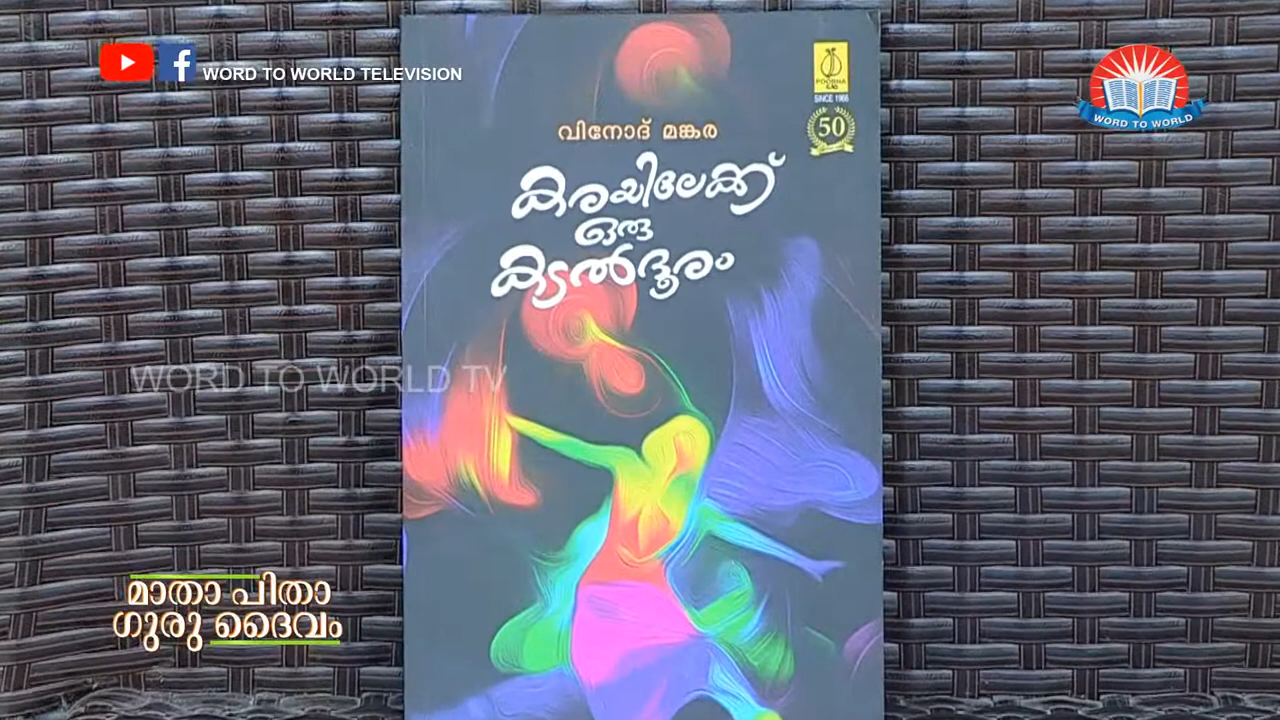 WORD TO WORLD TELEVISION
WORD TO WORLD
POORNA
SINCE 1966
50
വിനോദ് മങ്കര
കരയിലേക്ക്
ഒരു
കടൽദൂരം
WORD TO WORLD TV
മാതാ പിതാ
ഗുരു ദൈവം